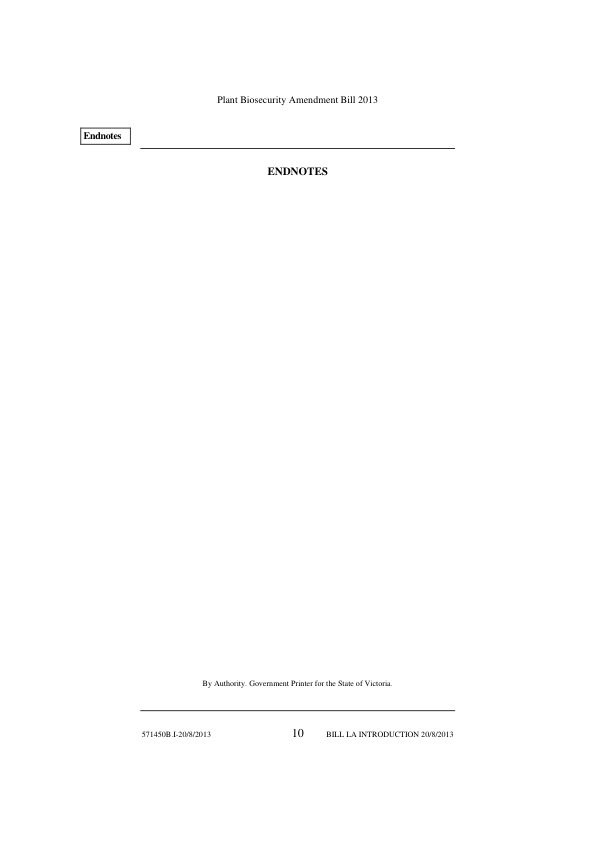 Plant Biosecurity Amendment Bill 2013
Endnotes
ENDNOTES
By Authority. Government Printer for the State of Victoria.
571450B.I-20/8/2013 10 BILL LA INTRODUCTION 20/8/2013